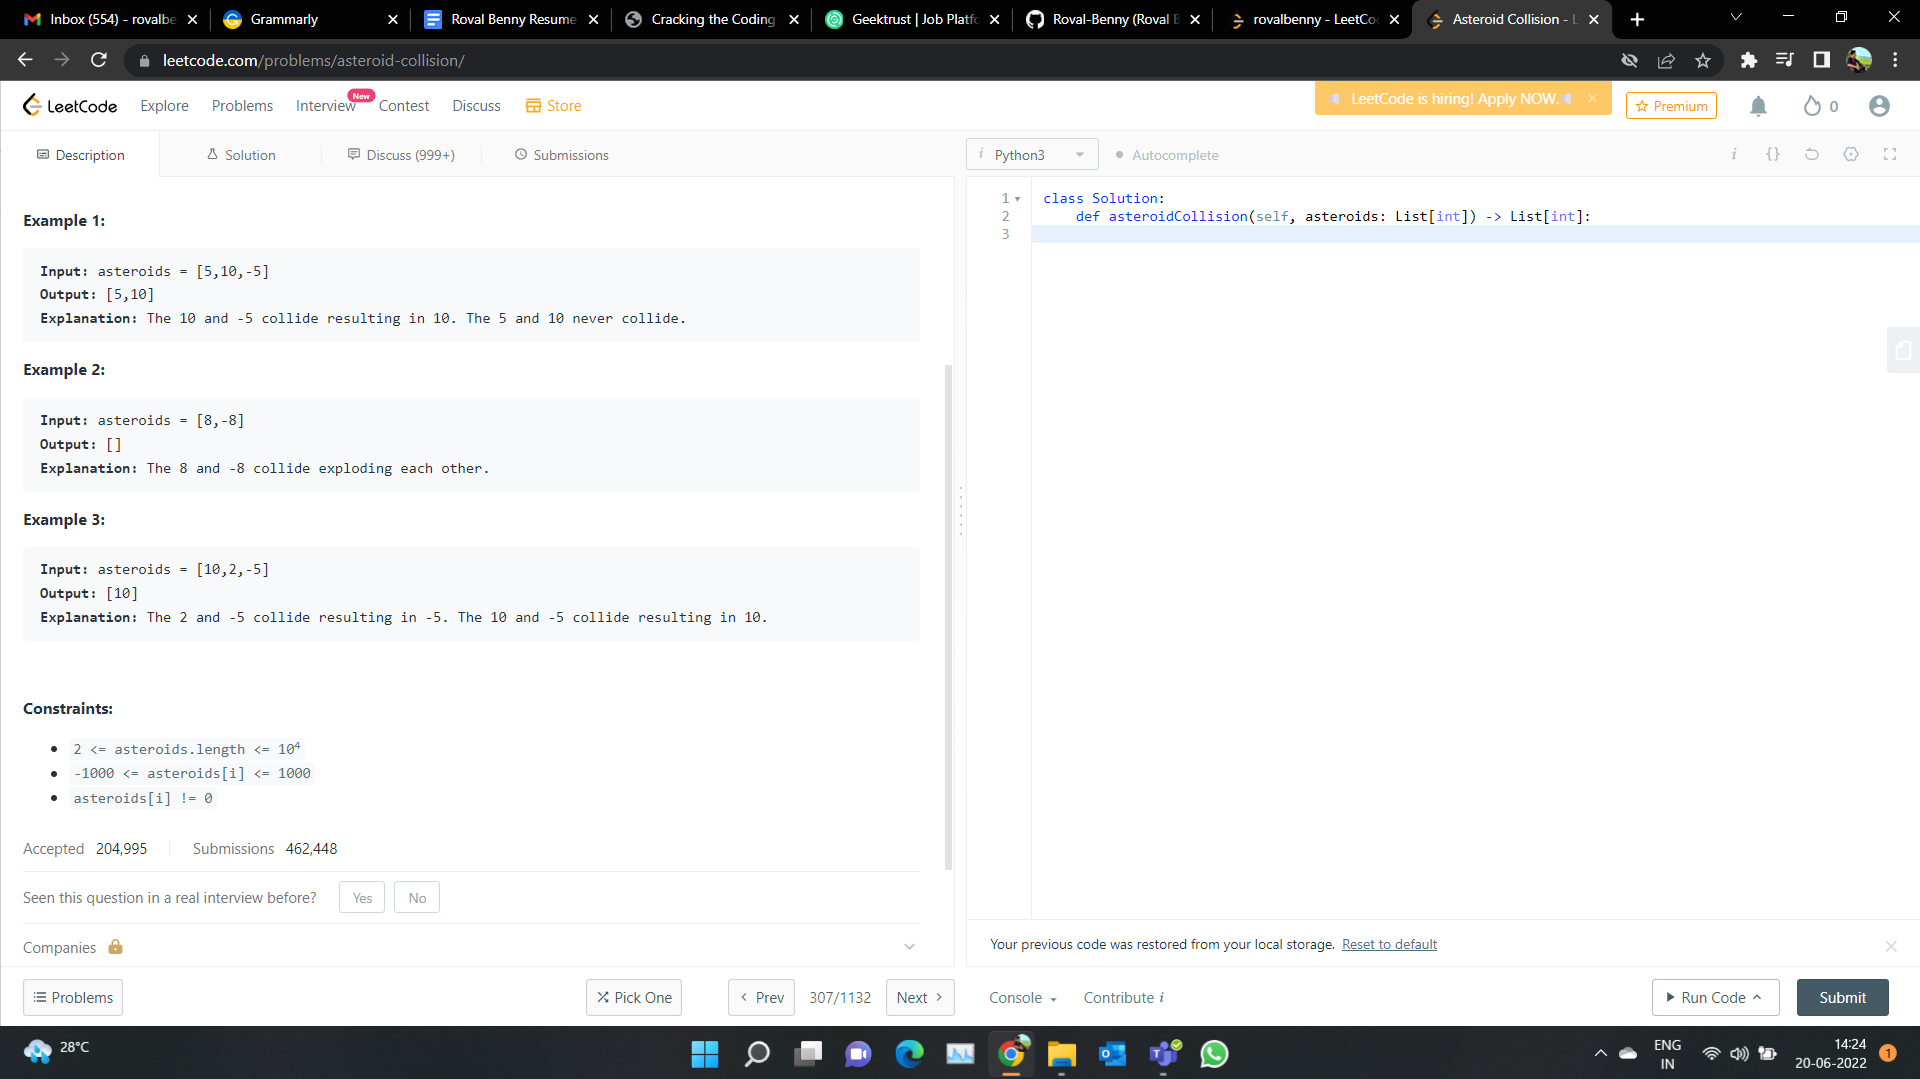 Inbox (554) - rovalbe
Grammarly
Roval Benny Resume
Cracking the Coding
Geektrust | Job Platfo
Roval-Benny (Roval B
rovalbenny - LeetCo
Asteroid Collision - L
leetcode.com/problems/asteroid-collision/
LeetCode Explore Problems Interview New Contest Discuss Store
LeetCode is hiring! Apply NOW.
Premium
0
Description Solution Discuss (999+) Submissions
Python3
Autocomplete
Example 1:
Input: asteroids = [5,10,-5]
Output: [5,10]
Explanation: The 10 and -5 collide resulting in 10. The 5 and 10 never collide.
Example 2:
Input: asteroids = [8,-8]
Output: []
Explanation: The 8 and -8 collide exploding each other.
Example 3:
Input: asteroids = [10,2,-5]
Output: [10]
Explanation: The 2 and -5 collide resulting in -5. The 10 and -5 collide resulting in 10.
Constraints:
2 <= asteroids.length <= 10⁴
-1000 <= asteroids[i] <= 1000
asteroids[i] != 0
Accepted 204,995 Submissions 462,448
Seen this question in a real interview before? Yes No
Companies
1 class Solution:
2 def asteroidCollision(self, asteroids: List[int]) -> List[int]:
3
Your previous code was restored from your local storage. Reset to default
Problems
Pick One
Prev
307/1132
Next
Console
Contribute i
Run Code
Submit
28°C
ENG
IN
14:24
20-06-2022
1